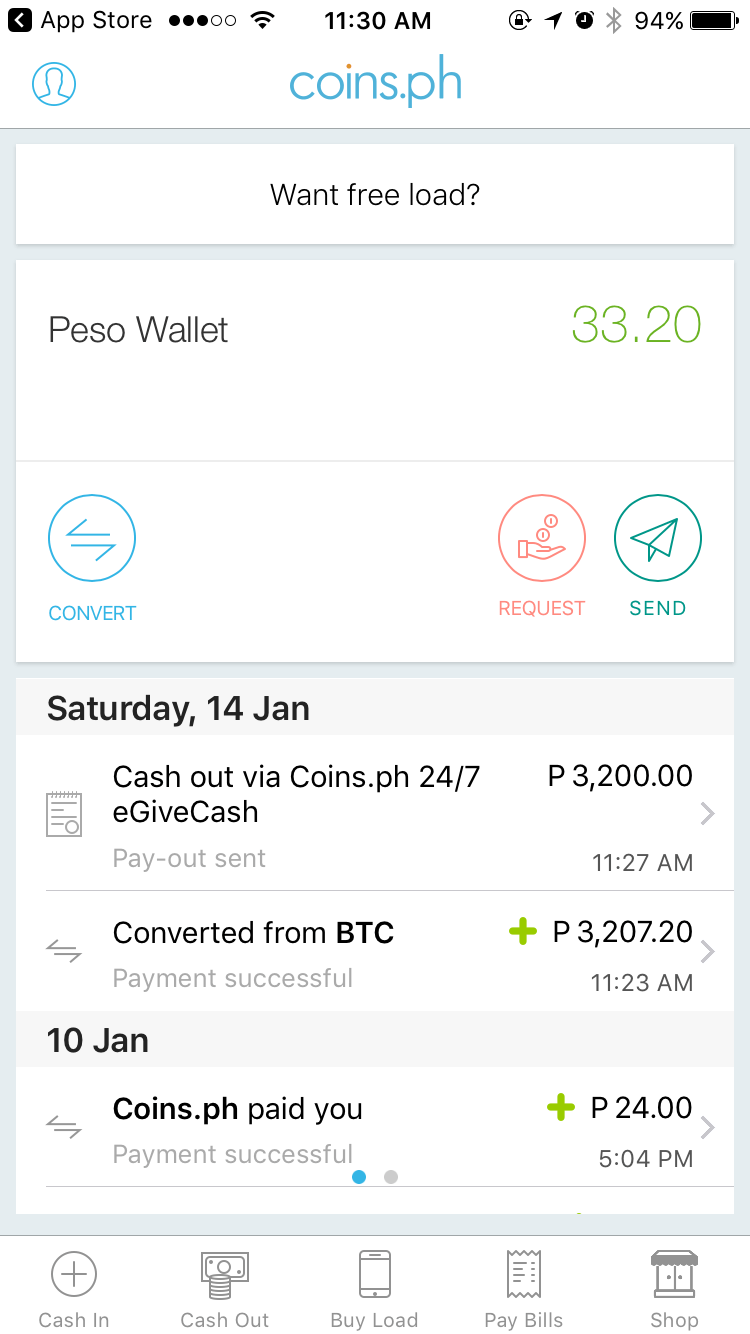 App Store 11:30 AM 94%
coins.ph
Want free load?
Peso Wallet 33.20
CONVERT REQUEST SEND
Saturday, 14 Jan
Cash out via Coins.ph 24/7 P 3,200.00
eGiveCash
Pay-out sent 11:27 AM
Converted from BTC + P 3,207.20
Payment successful 11:23 AM
10 Jan
Coins.ph paid you + P 24.00
Payment successful 5:04 PM
Cash In Cash Out Buy Load Pay Bills Shop